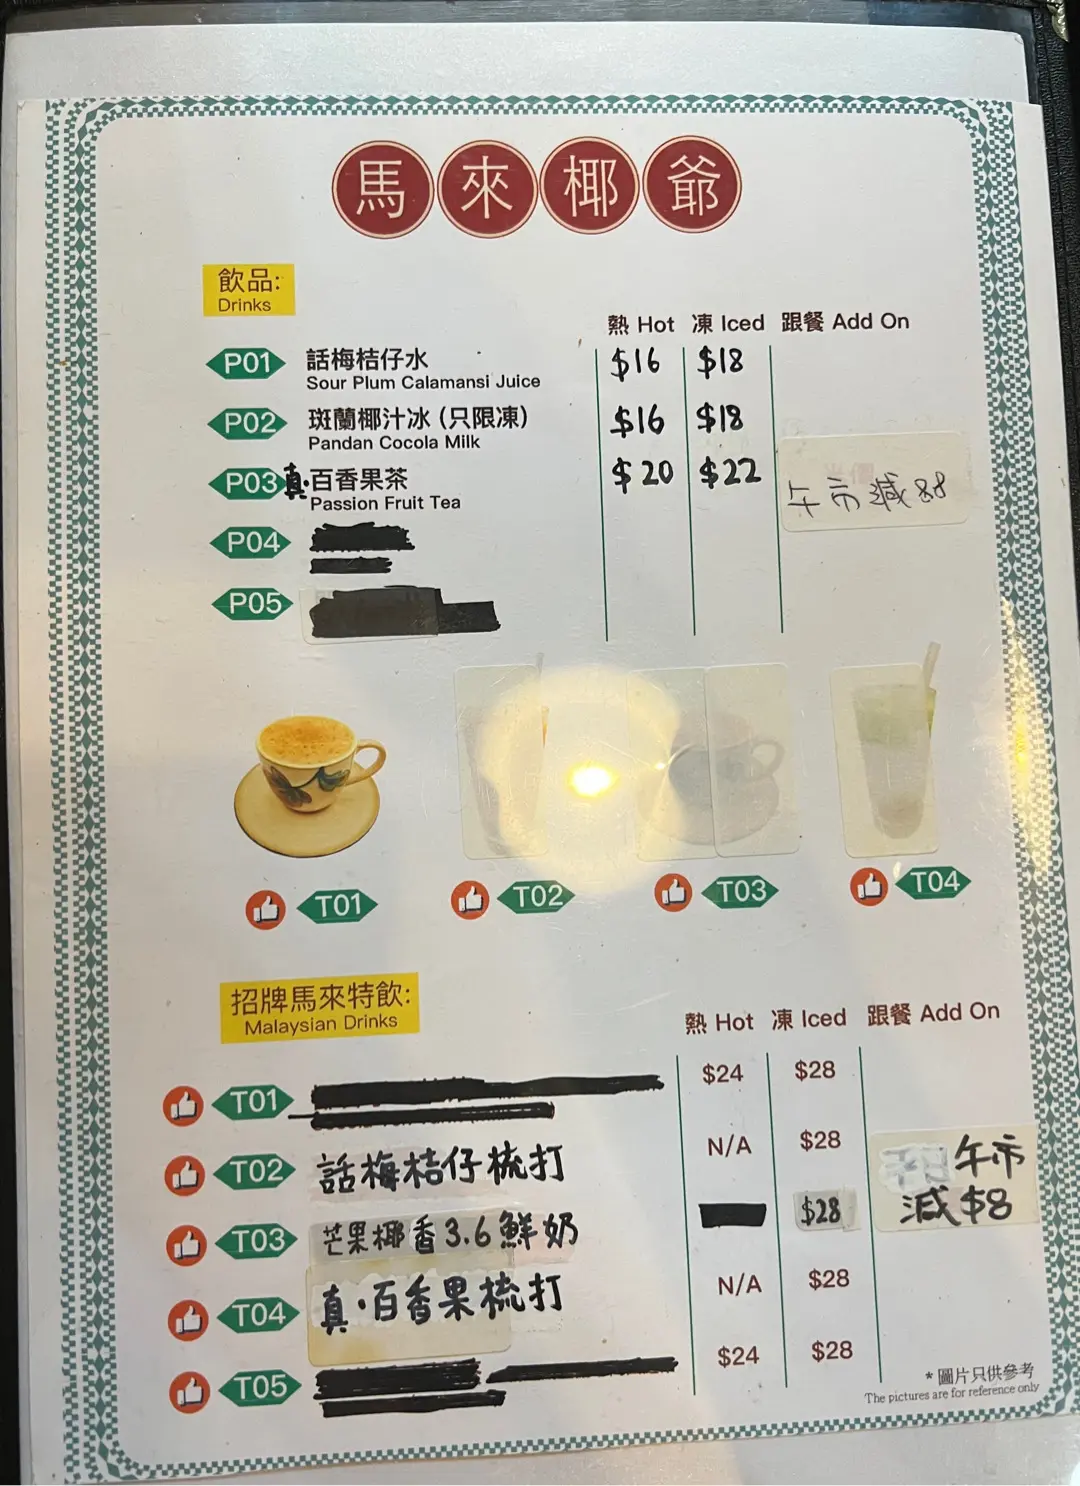 馬來椰爺
飲品:
Drinks
熱 Hot 凍 Iced 跟餐 Add On
P01 話梅桔仔水 $16 $18
Sour Plum Calamansi Juice
P02 斑蘭椰汁冰 (只限凍) $16 $18
Pandan Cocola Milk
P03 真·百香果茶 $20 $22
Passion Fruit Tea
午市減 $8
P04
P05
T01 T02 T03 T04
招牌馬來特飲:
Malaysian Drinks
熱 Hot 凍 Iced 跟餐 Add On
T01 $24 $28
T02 話梅桔仔梳打 N/A $28
午市
減 $8
T03 芒果椰香3.6鮮奶 $28
T04 真·百香果梳打 N/A $28
T05 $24 $28
* 圖片只供參考
The pictures are for reference only